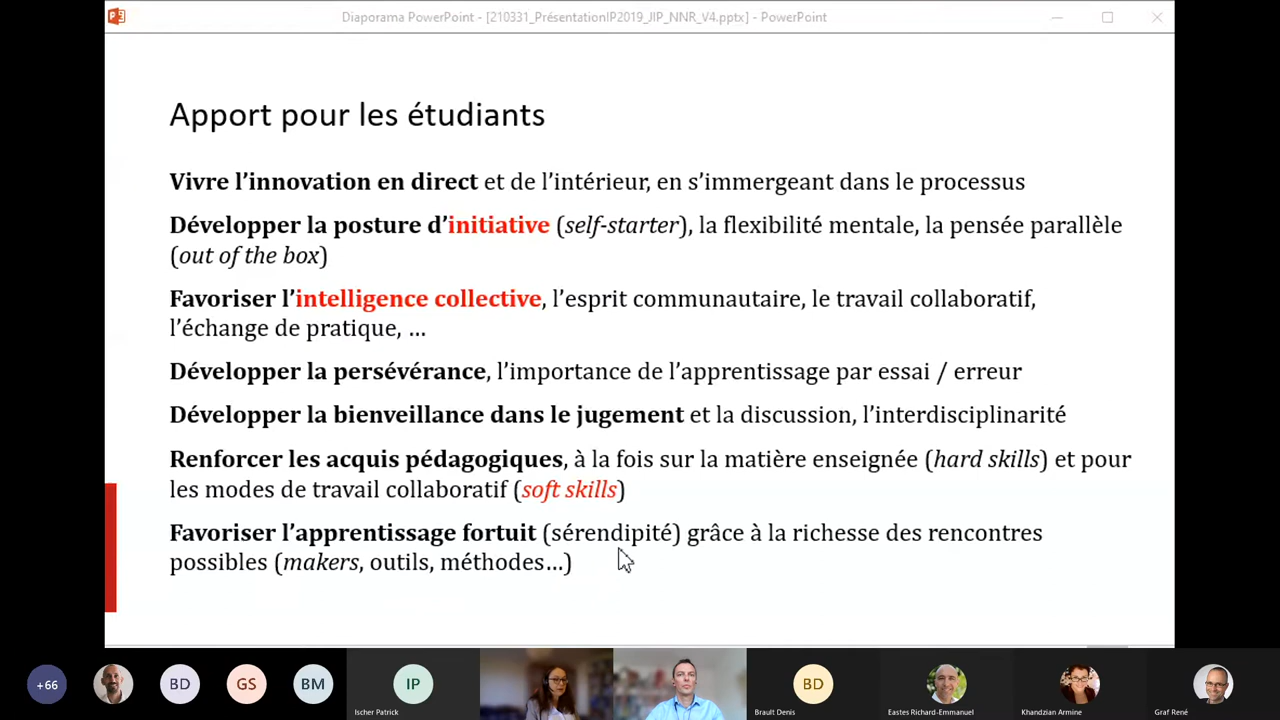 Diaporama PowerPoint - [210331_PrésentationIP2019_JIP_NNR_V4.pptx] - PowerPoint
Apport pour les étudiants
Vivre l’innovation en direct et de l’intérieur, en s’immergeant dans le processus
Développer la posture d’initiative (self-starter), la flexibilité mentale, la pensée parallèle
(out of the box)
Favoriser l’intelligence collective, l’esprit communautaire, le travail collaboratif,
l’échange de pratique, …
Développer la persévérance, l’importance de l’apprentissage par essai / erreur
Développer la bienveillance dans le jugement et la discussion, l’interdisciplinarité
Renforcer les acquis pédagogiques, à la fois sur la matière enseignée (hard skills) et pour
les modes de travail collaboratif (soft skills)
Favoriser l’apprentissage fortuit (sérendipité) grâce à la richesse des rencontres
possibles (makers, outils, méthodes…)
+66
BD
GS
BM
IP
BD
Ischer Patrick
Brault Denis
Eastes Richard-Emmanuel
Khandzian Armine
Graf René